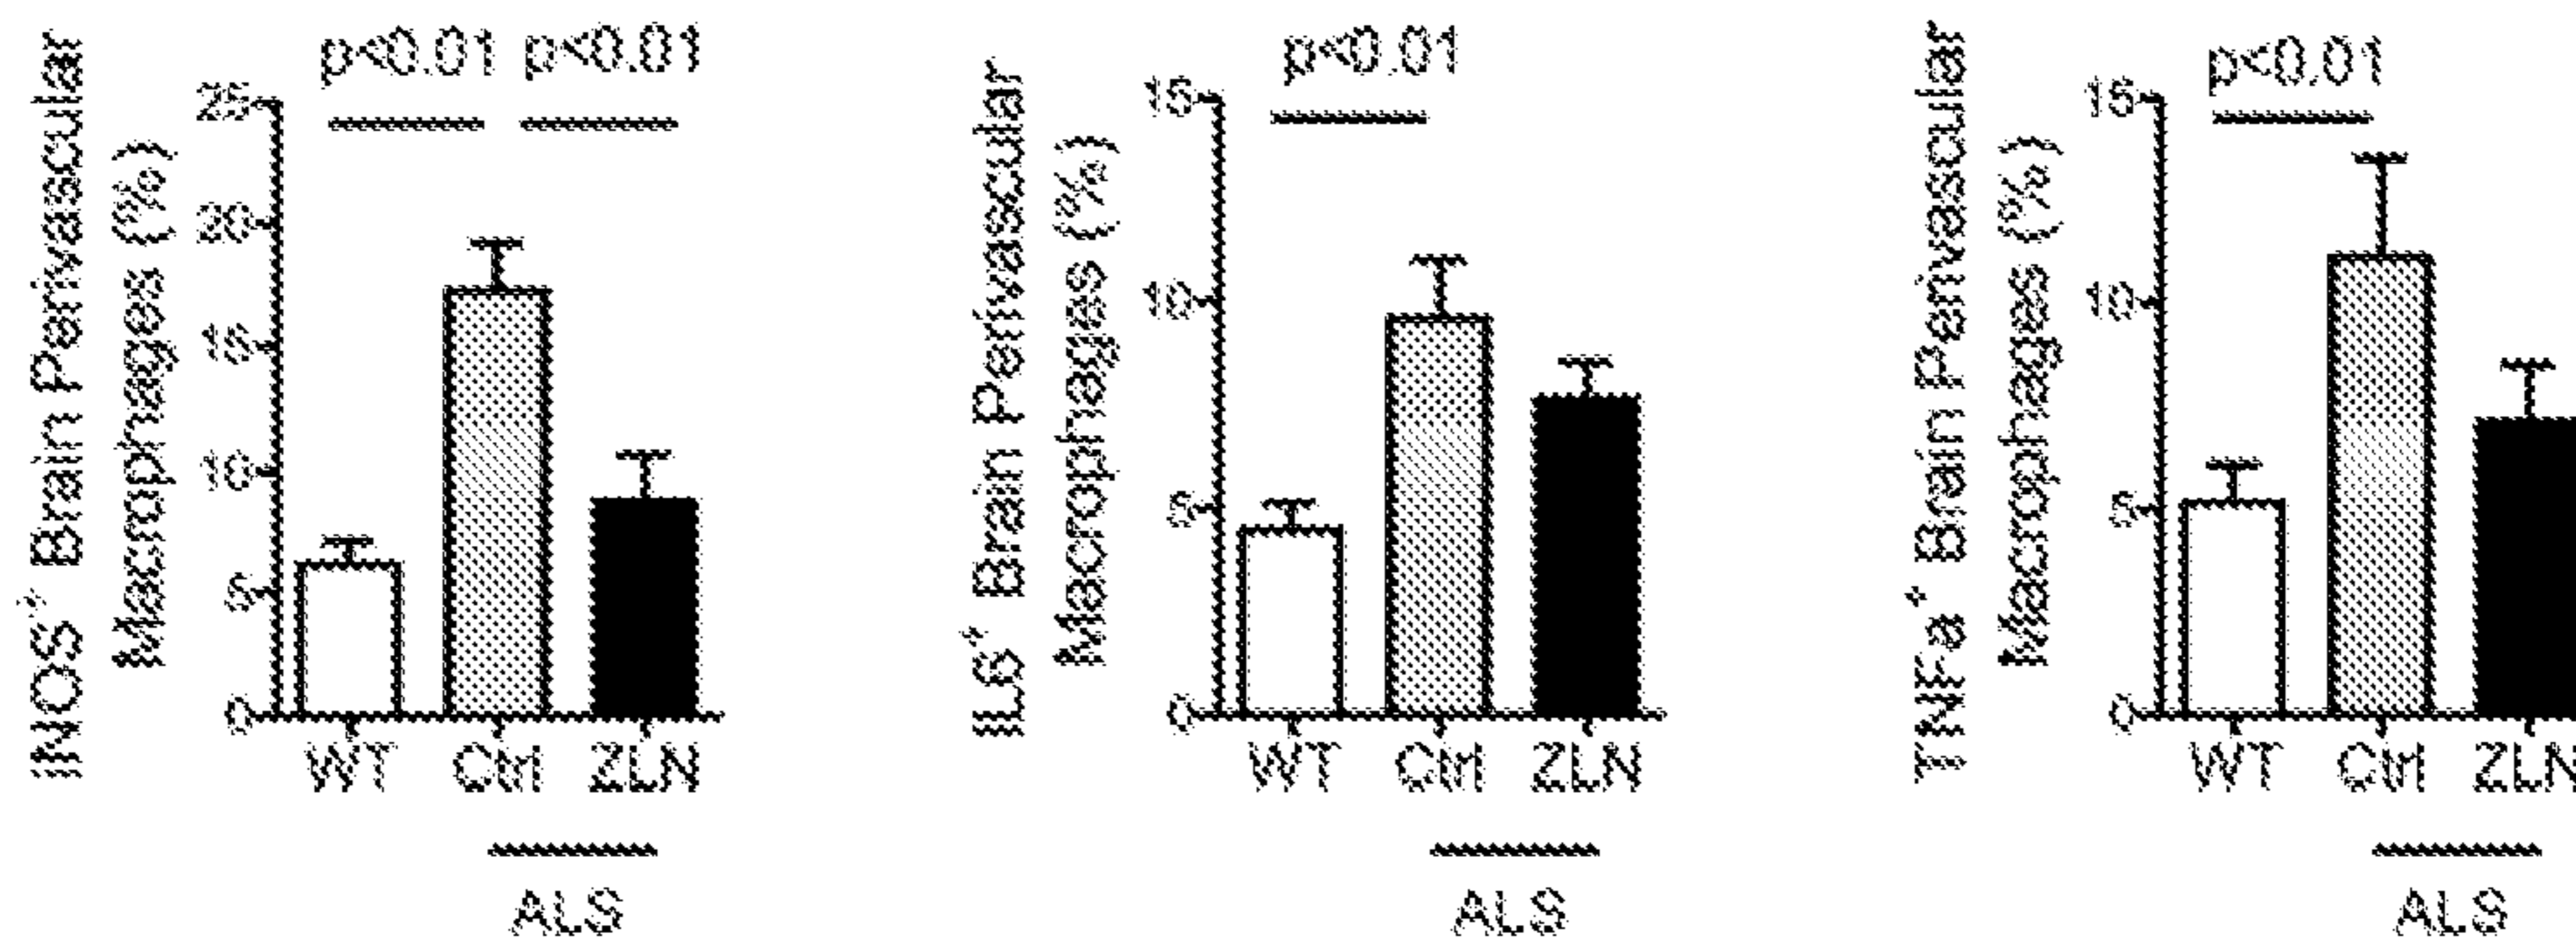 iNOS⁺ Brain Perivascular
Macrophages (%)
p<0.01 p<0.01
25
20
15
10
5
0
WT Ctrl ZLN
ALS
IL6⁺ Brain Perivascular
Macrophages (%)
p<0.01
15
10
5
0
WT Ctrl ZLN
ALS
TNFa⁺ Brain Perivascular
Macrophages (%)
p<0.01
15
10
5
0
WT Ctrl ZLN
ALS